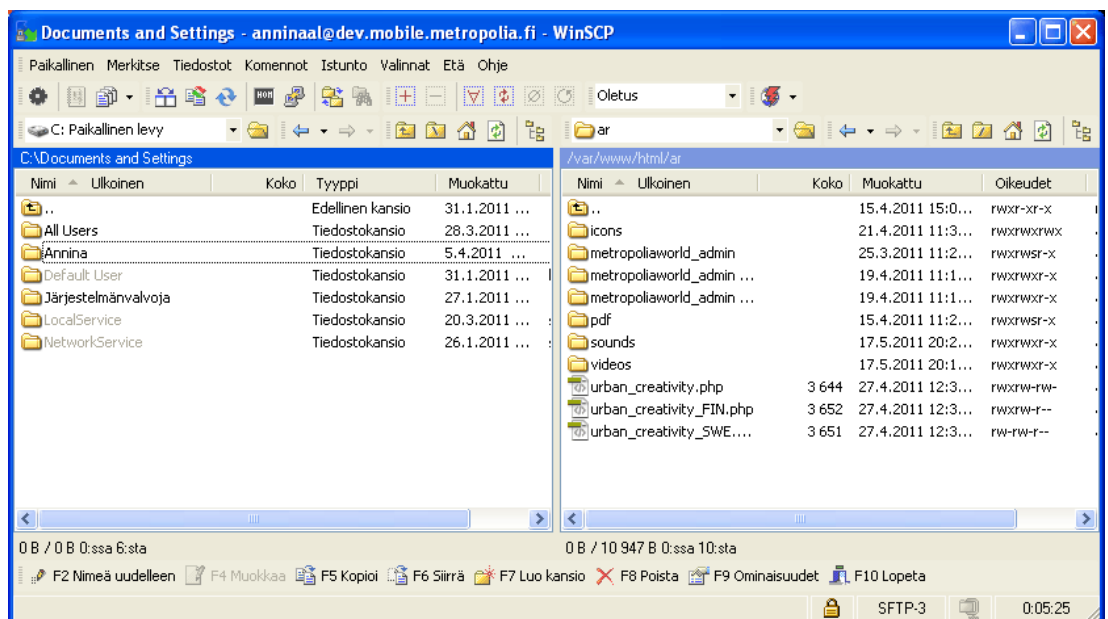 Documents and Settings - anninaal@dev.mobile.metropolia.fi - WinSCP
Paikallinen Merkitse Tiedostot Komennot Istunto Valinnat Etä Ohje
Oletus
C: Paikallinen levy ar
C:\Documents and Settings /var/www/html/ar
Nimi Ulkoinen Koko Tyyppi Muokattu Nimi Ulkoinen Koko Muokattu Oikeudet
.. Edellinen kansio 31.1.2011 ... .. 15.4.2011 15:0... rwxr-xr-x
All Users Tiedostokansio 28.3.2011 ... icons 21.4.2011 11:3... rwxrwxrwx
Annina Tiedostokansio 5.4.2011 ... metropoliaworld_admin 25.3.2011 11:2... rwxrwsr-x
Default User Tiedostokansio 31.1.2011 ... metropoliaworld_admin ... 19.4.2011 11:1... rwxrwxr-x
Järjestelmänvalvoja Tiedostokansio 27.1.2011 ... metropoliaworld_admin ... 19.4.2011 11:1... rwxrwxr-x
LocalService Tiedostokansio 20.3.2011 ... pdf 15.4.2011 11:2... rwxrwsr-x
NetworkService Tiedostokansio 26.1.2011 ... sounds 17.5.2011 20:2... rwxrwxr-x
videos 17.5.2011 20:1... rwxrwxr-x
urban_creativity.php 3 644 27.4.2011 12:3... rwxrw-rw-
urban_creativity_FIN.php 3 652 27.4.2011 12:3... rwxrw-r--
urban_creativity_SWE.... 3 651 27.4.2011 12:3... rw-rw-r--
0 B / 0 B 0:ssa 6:sta 0 B / 10 947 B 0:ssa 10:sta
F2 Nimeä uudelleen F4 Muokkaa F5 Kopioi F6 Siirrä F7 Luo kansio F8 Poista F9 Ominaisuudet F10 Lopeta
SFTP-3 0:05:25